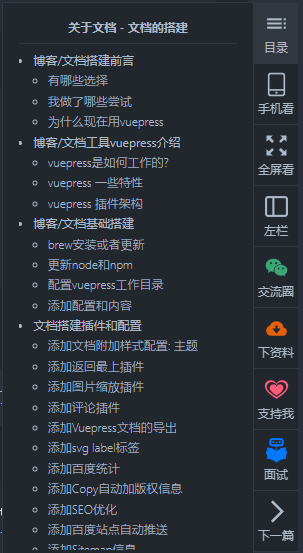 关于文档 - 文档的搭建
博客/文档搭建前言
有哪些选择
我做了哪些尝试
为什么现在用vuepress
博客/文档工具vuepress介绍
vuepress是如何工作的?
vuepress 一些特性
vuepress 插件架构
博客/文档基础搭建
brew安装或者更新
更新node和npm
配置vuepress工作目录
添加配置和内容
文档搭建插件和配置
添加文档附加样式配置: 主题
添加返回最上插件
添加图片缩放插件
添加评论插件
添加Vuepress文档的导出
添加svg label标签
添加百度统计
添加Copy自动加版权信息
添加SEO优化
添加百度站点自动推送
添加Sitemap信息
目录
手机看
全屏看
左栏
交流圈
下资料
支持我
面试
下一篇